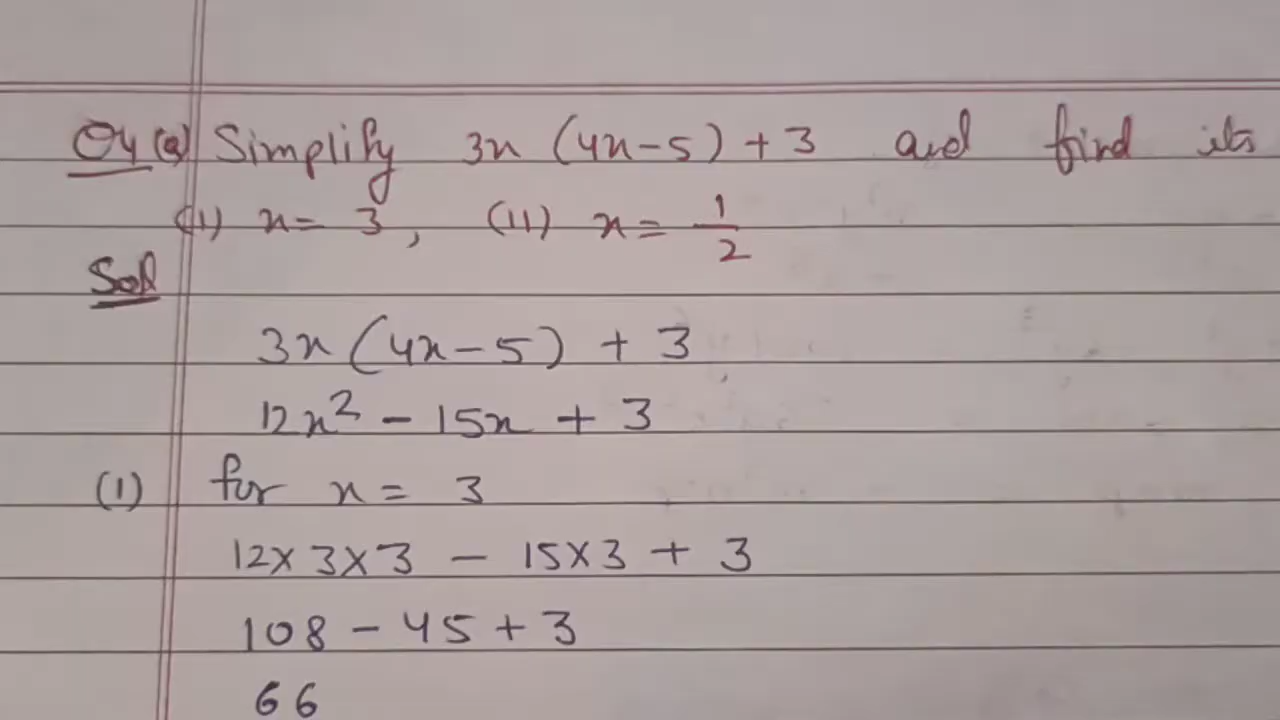 Q4 (a) Simplify 3x (4x-5) + 3 and find its
(i) x = 3, (ii) x = 1/2
Sol
3x (4x - 5) + 3
12x² - 15x + 3
(i) for x = 3
12 × 3 × 3 - 15 × 3 + 3
108 - 45 + 3
66